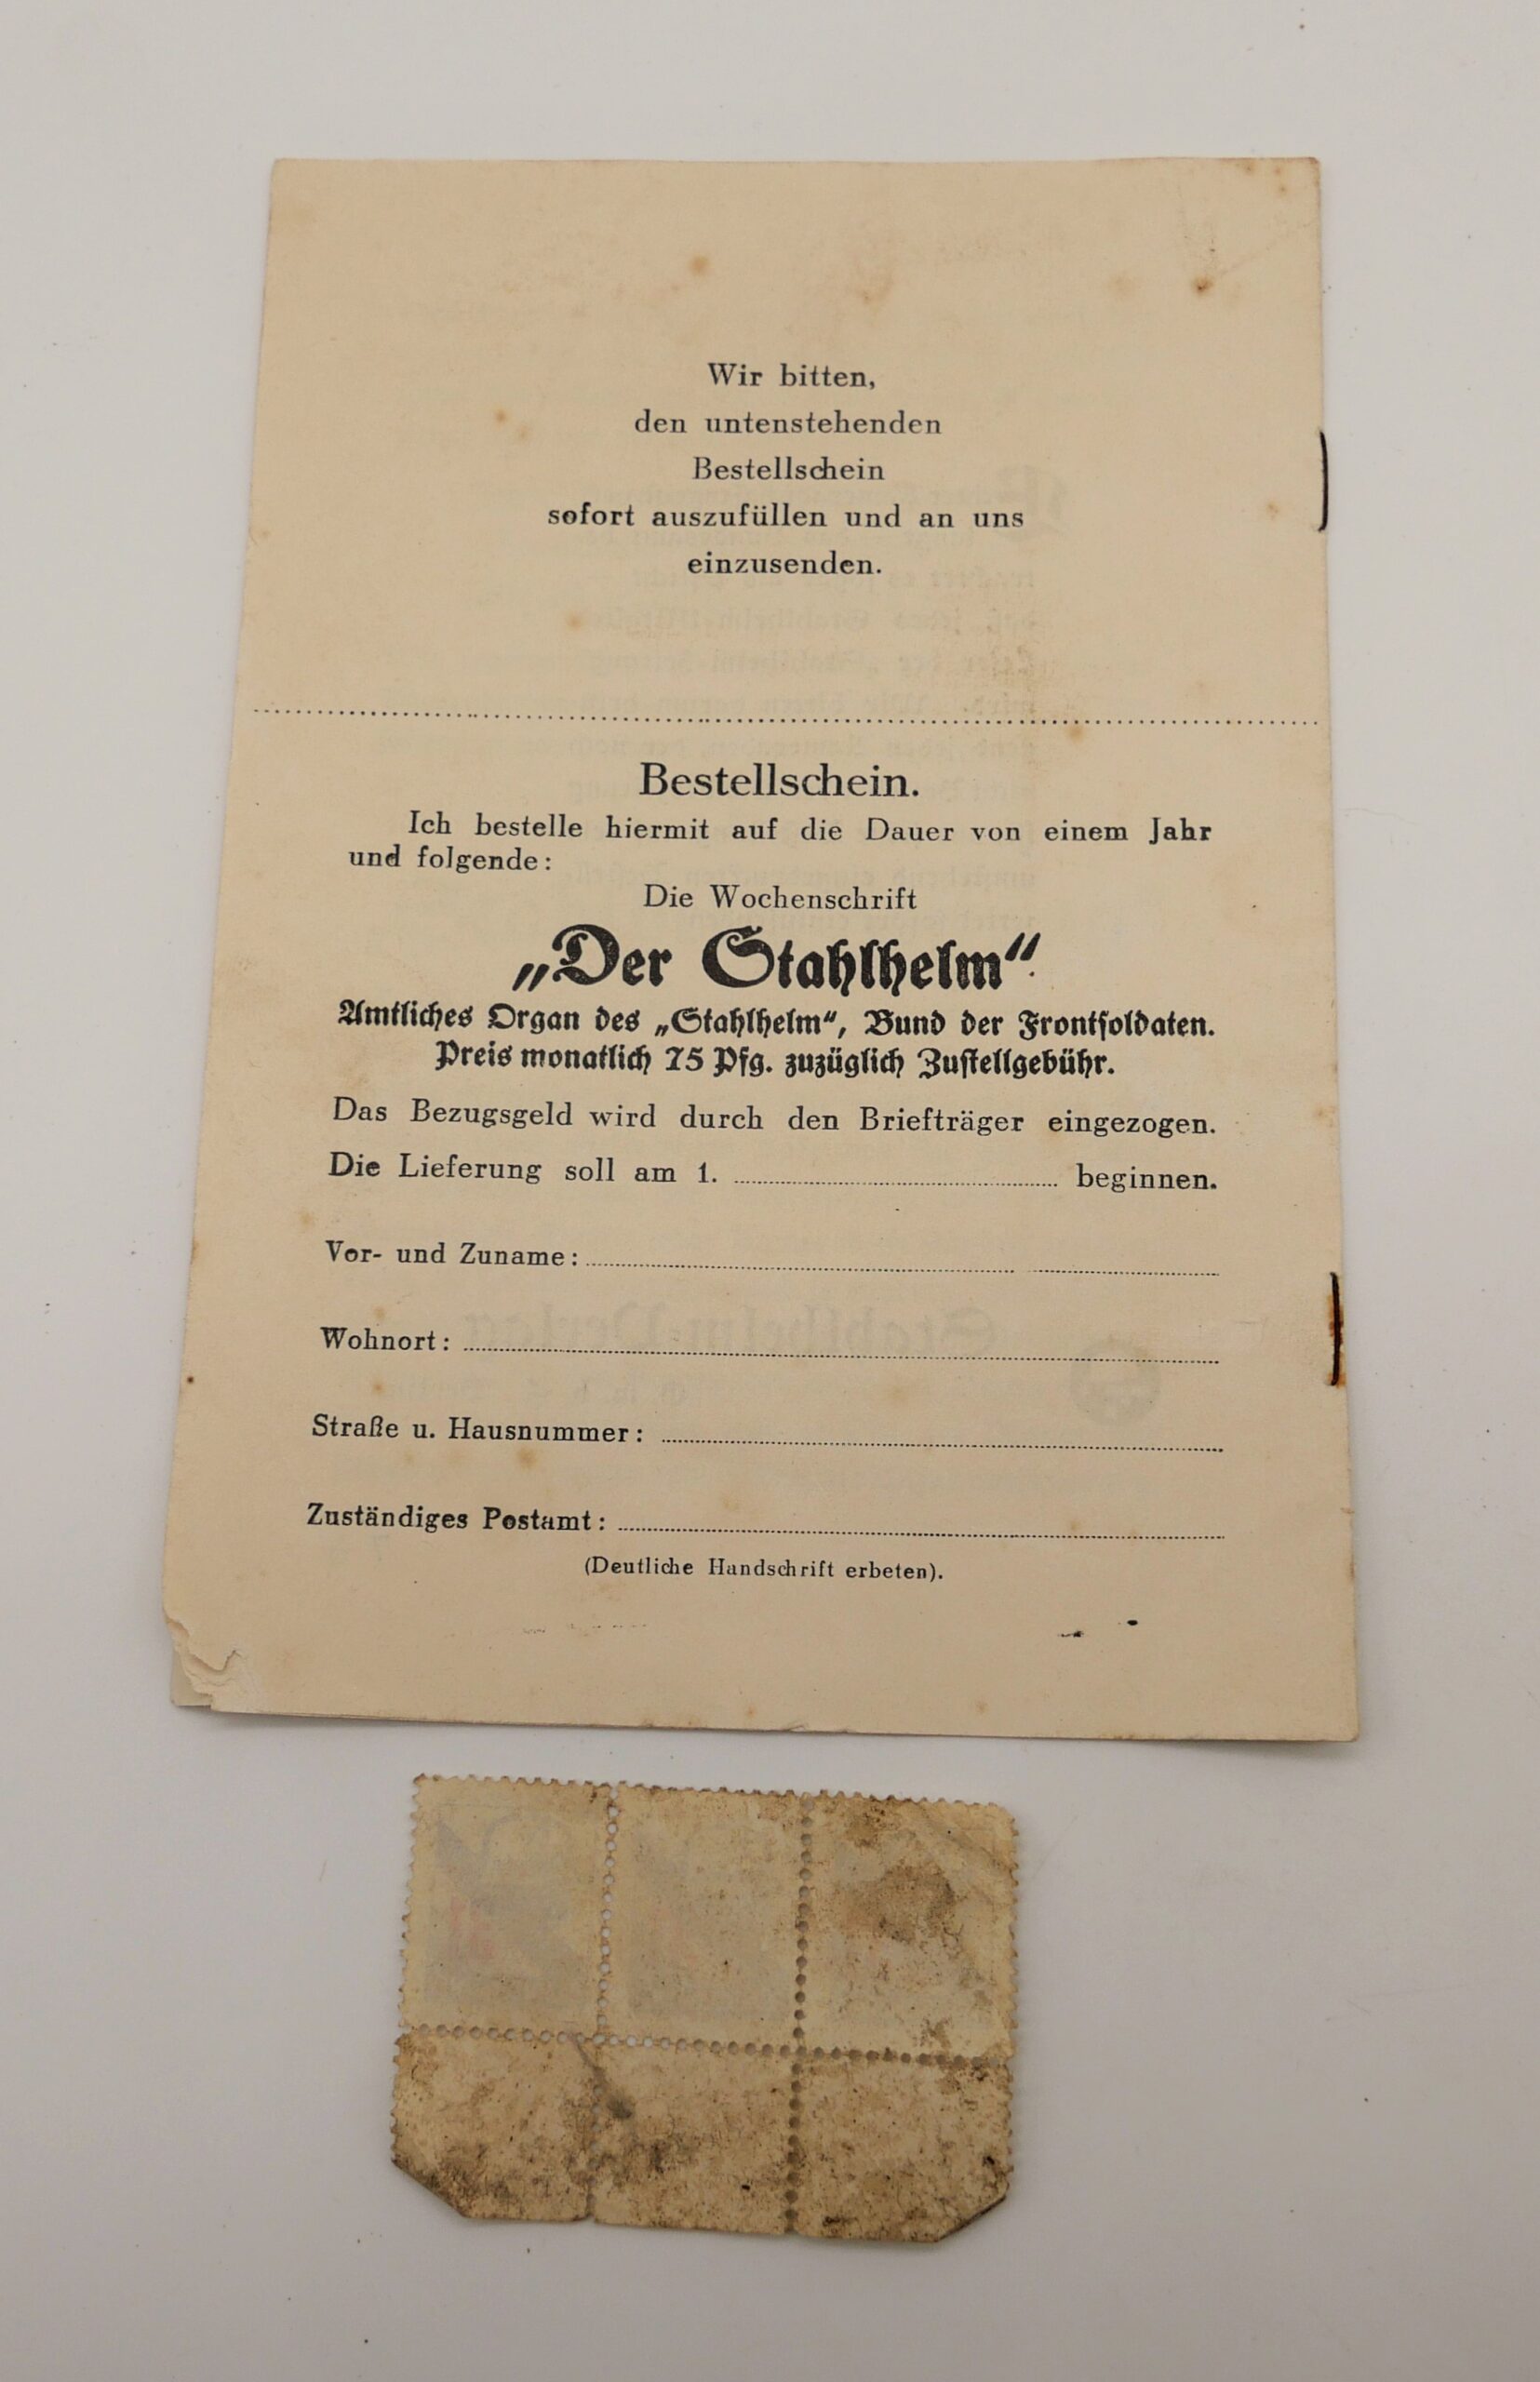 Wir bitten,
den untenstehenden
Bestellschein
sofort auszufüllen und an uns
einzusenden.
Bestellschein.
Ich bestelle hiermit auf die Dauer von einem Jahr
und folgende:
Die Wochenschrift
„Der Stahlhelm“
Amtliches Organ des „Stahlhelm“, Bund der Frontsoldaten.
Preis monatlich 75 Pfg. zuzüglich Zustellgebühr.
Das Bezugsgeld wird durch den Briefträger eingezogen.
Die Lieferung soll am 1. beginnen.
Vor- und Zuname:
Wohnort:
Straße u. Hausnummer:
Zuständiges Postamt:
(Deutliche Handschrift erbeten).